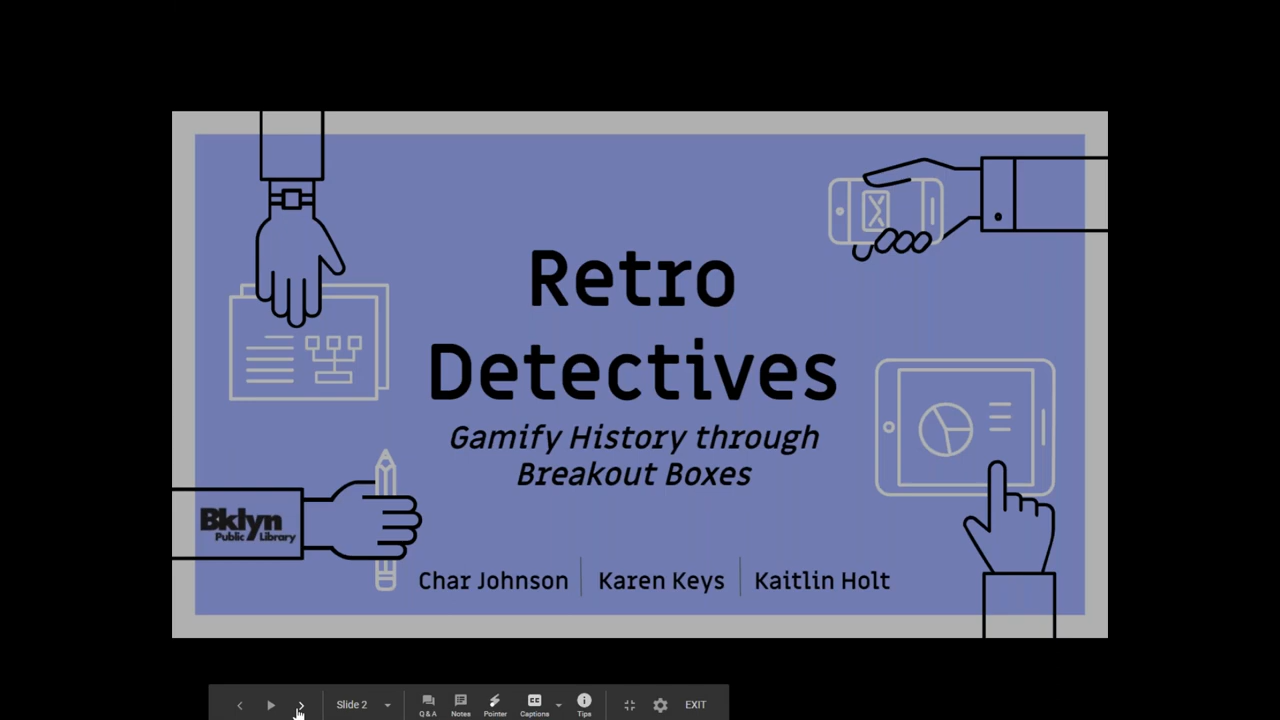 Retro
Detectives
Gamify History through
Breakout Boxes
Bklyn
Public Library
Char Johnson
Karen Keys
Kaitlin Holt
Slide 2
Q & A
Notes
Pointer
Captions
Tips
EXIT